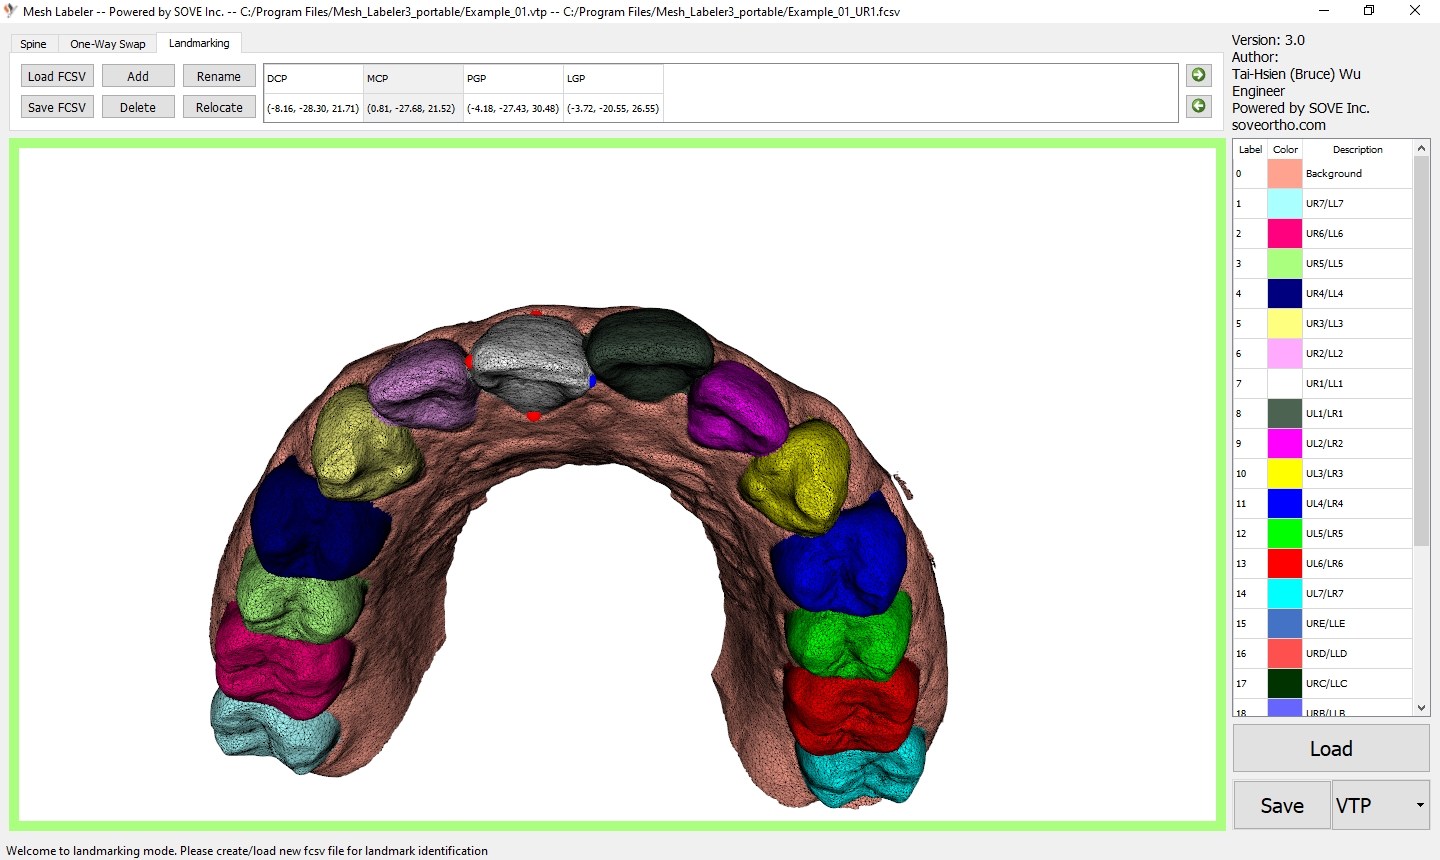 Mesh Labeler -- Powered by SOVE Inc. -- C:/Program Files/Mesh_Labeler3_portable/Example_01.vtp -- C:/Program Files/Mesh_Labeler3_portable/Example_01_UR1.fcsv
Spine One-Way Swap Landmarking
Load FCSV Add Rename
Save FCSV Delete Relocate
DCP MCP PGP LGP
(-8.16, -28.30, 21.71) (0.81, -27.68, 21.52) (-4.18, -27.43, 30.48) (-3.72, -20.55, 26.55)
Version: 3.0
Author:
Tai-Hsien (Bruce) Wu
Engineer
Powered by SOVE Inc.
soveortho.com
Label Color Description
0 Background
1 UR7/LL7
2 UR6/LL6
3 UR5/LL5
4 UR4/LL4
5 UR3/LL3
6 UR2/LL2
7 UR1/LL1
8 UL1/LR1
9 UL2/LR2
10 UL3/LR3
11 UL4/LR4
12 UL5/LR5
13 UL6/LR6
14 UL7/LR7
15 URE/LLE
16 URD/LLD
17 URC/LLC
18 URB/LLB
Load
Save VTP
Welcome to landmarking mode. Please create/load new fcsv file for landmark identification